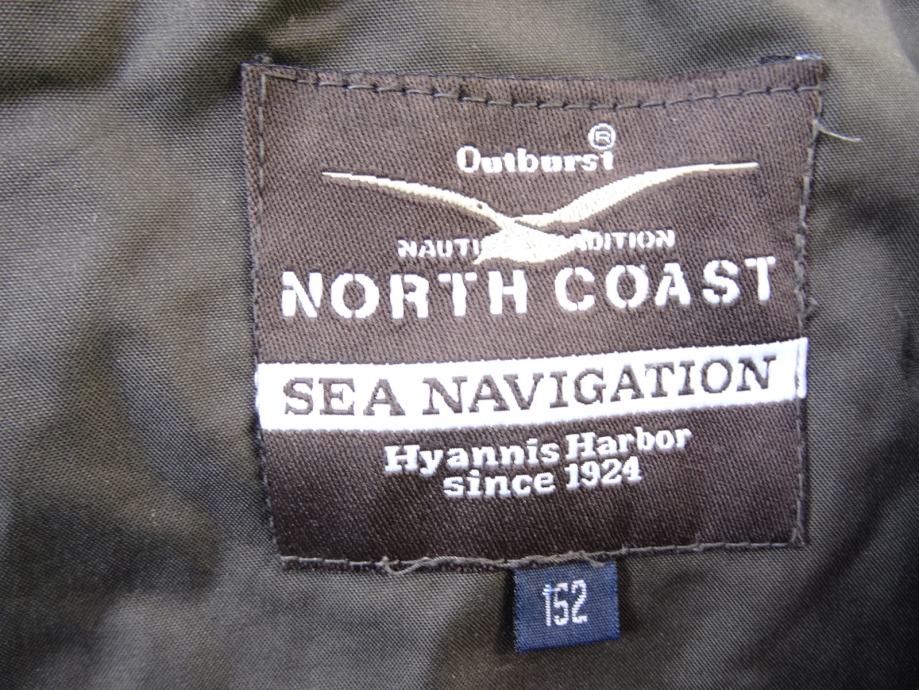 Outburst®
NORTH COAST
SEA NAVIGATION
Hyannis Harbor
since 1924
152